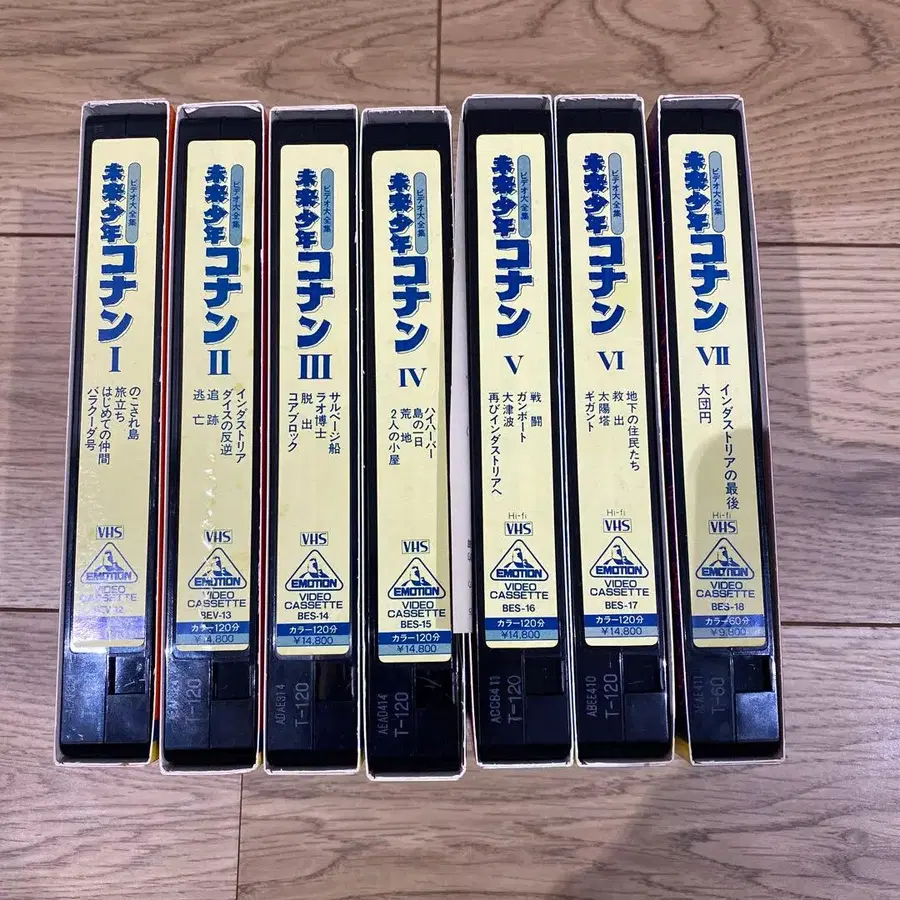 ビデオ大全集
未来少年コナン
I
のこされ島
旅立ち
はじめての仲間
バラクーダ号
VHS
EMOTION
VIDEO
CASSETTE
ビデオ大全集
未来少年コナン
II
インダストリア
ダイスの反逆
追跡
逃亡
VHS
EMOTION
VIDEO
CASSETTE
BEV-13
カラー120分
¥14,800
T-120
ビデオ大全集
未来少年コナン
III
サルベージ船
ラオ博士
脱出
コアブロック
VHS
EMOTION
VIDEO
CASSETTE
BES-14
カラー120分
¥14,800
ADAE314
T-120
ビデオ大全集
未来少年コナン
IV
ハイハーバー
島の一日
荒地
2人の小屋
VHS
EMOTION
VIDEO
CASSETTE
BES-15
カラー120分
¥14,800
AEAD414
T-120
ビデオ大全集
未来少年コナン
V
戦闘
ガンボート
大津波
再びインダストリアへ
Hi-fi
VHS
EMOTION
VIDEO
CASSETTE
BES-16
カラー120分
¥14,800
ACCB411
T-120
ビデオ大全集
未来少年コナン
VI
地下の住民たち
救出
太陽塔
ギガント
Hi-fi
VHS
EMOTION
VIDEO
CASSETTE
BES-17
カラー120分
¥14,800
ABEE410
T-120
ビデオ大全集
未来少年コナン
VII
インダストリアの最後
大団円
Hi-fi
VHS
EMOTION
VIDEO
CASSETTE
BES-18
カラー60分
¥9,800
T-60